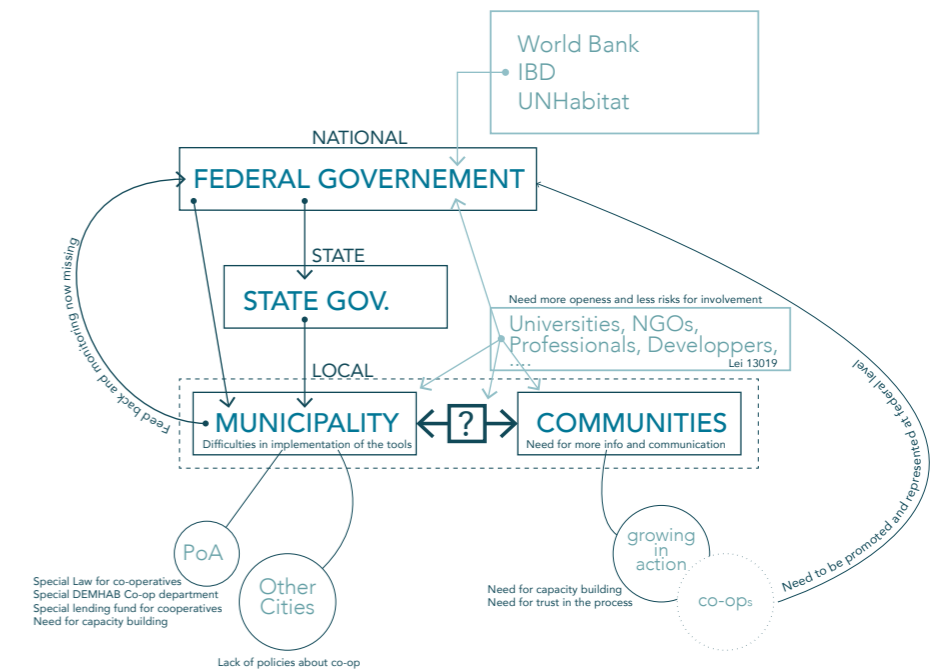 World Bank
IBD
UNHabitat
NATIONAL
FEDERAL GOVERNEMENT
STATE
STATE GOV.
Feed back and monitoring now missing
Need more openess and less risks for involvement
Universities, NGOs,
Professionals, Developpers,
.....
Lei 13019
LOCAL
MUNICIPALITY
Difficulties in implementation of the tools
?
COMMUNITIES
Need for more info and communication
Need to be promoted and represented at federal level
PoA
Special Law for co-operatives
Special DEMHAB Co-op department
Special lending fund for cooperatives
Need for capacity building
Other
Cities
Lack of policies about co-op
growing
in
action
Need for capacity building
Need for trust in the process
co-ops